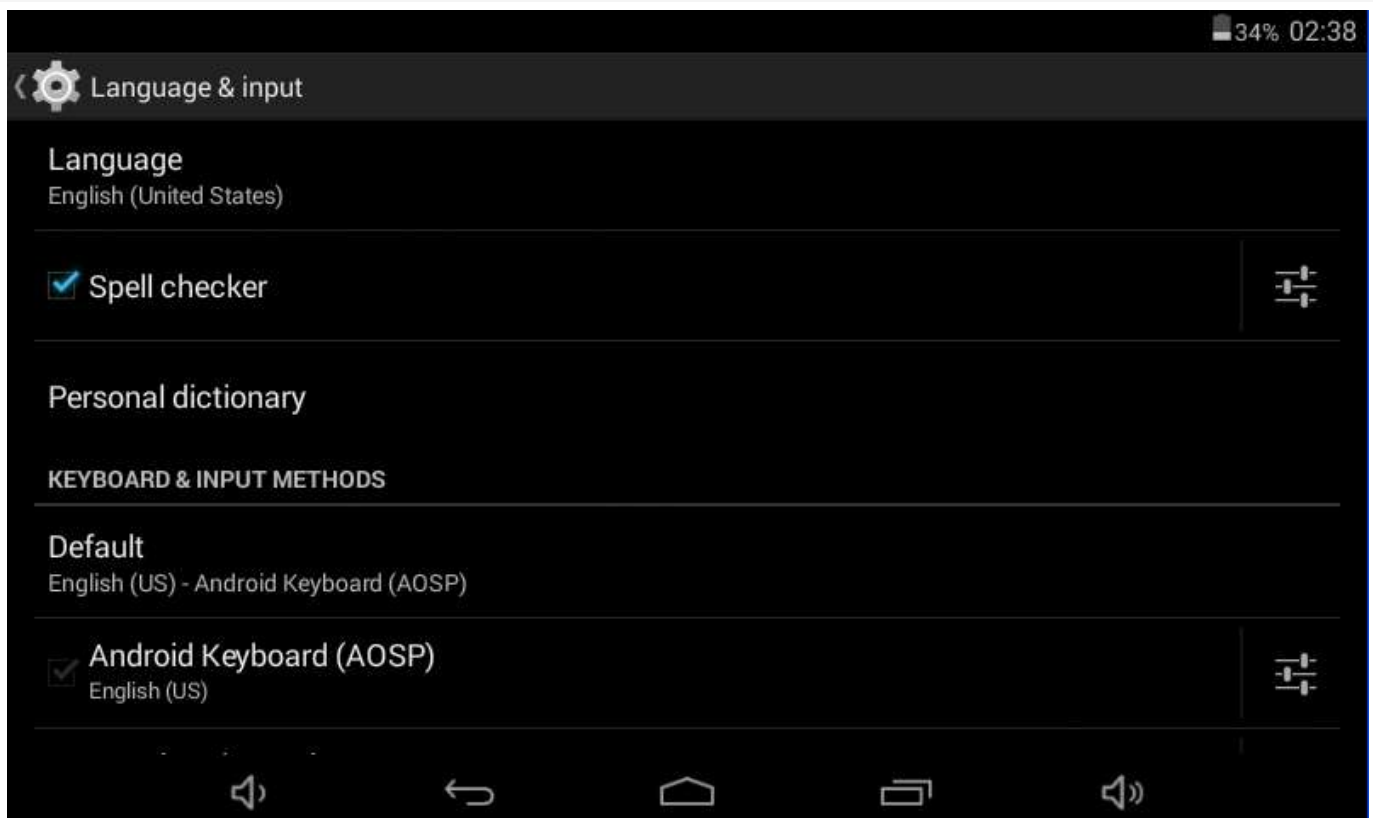 34% 02:38
Language & input
Language
English (United States)
Spell checker
Personal dictionary
KEYBOARD & INPUT METHODS
Default
English (US) - Android Keyboard (AOSP)
Android Keyboard (AOSP)
English (US)